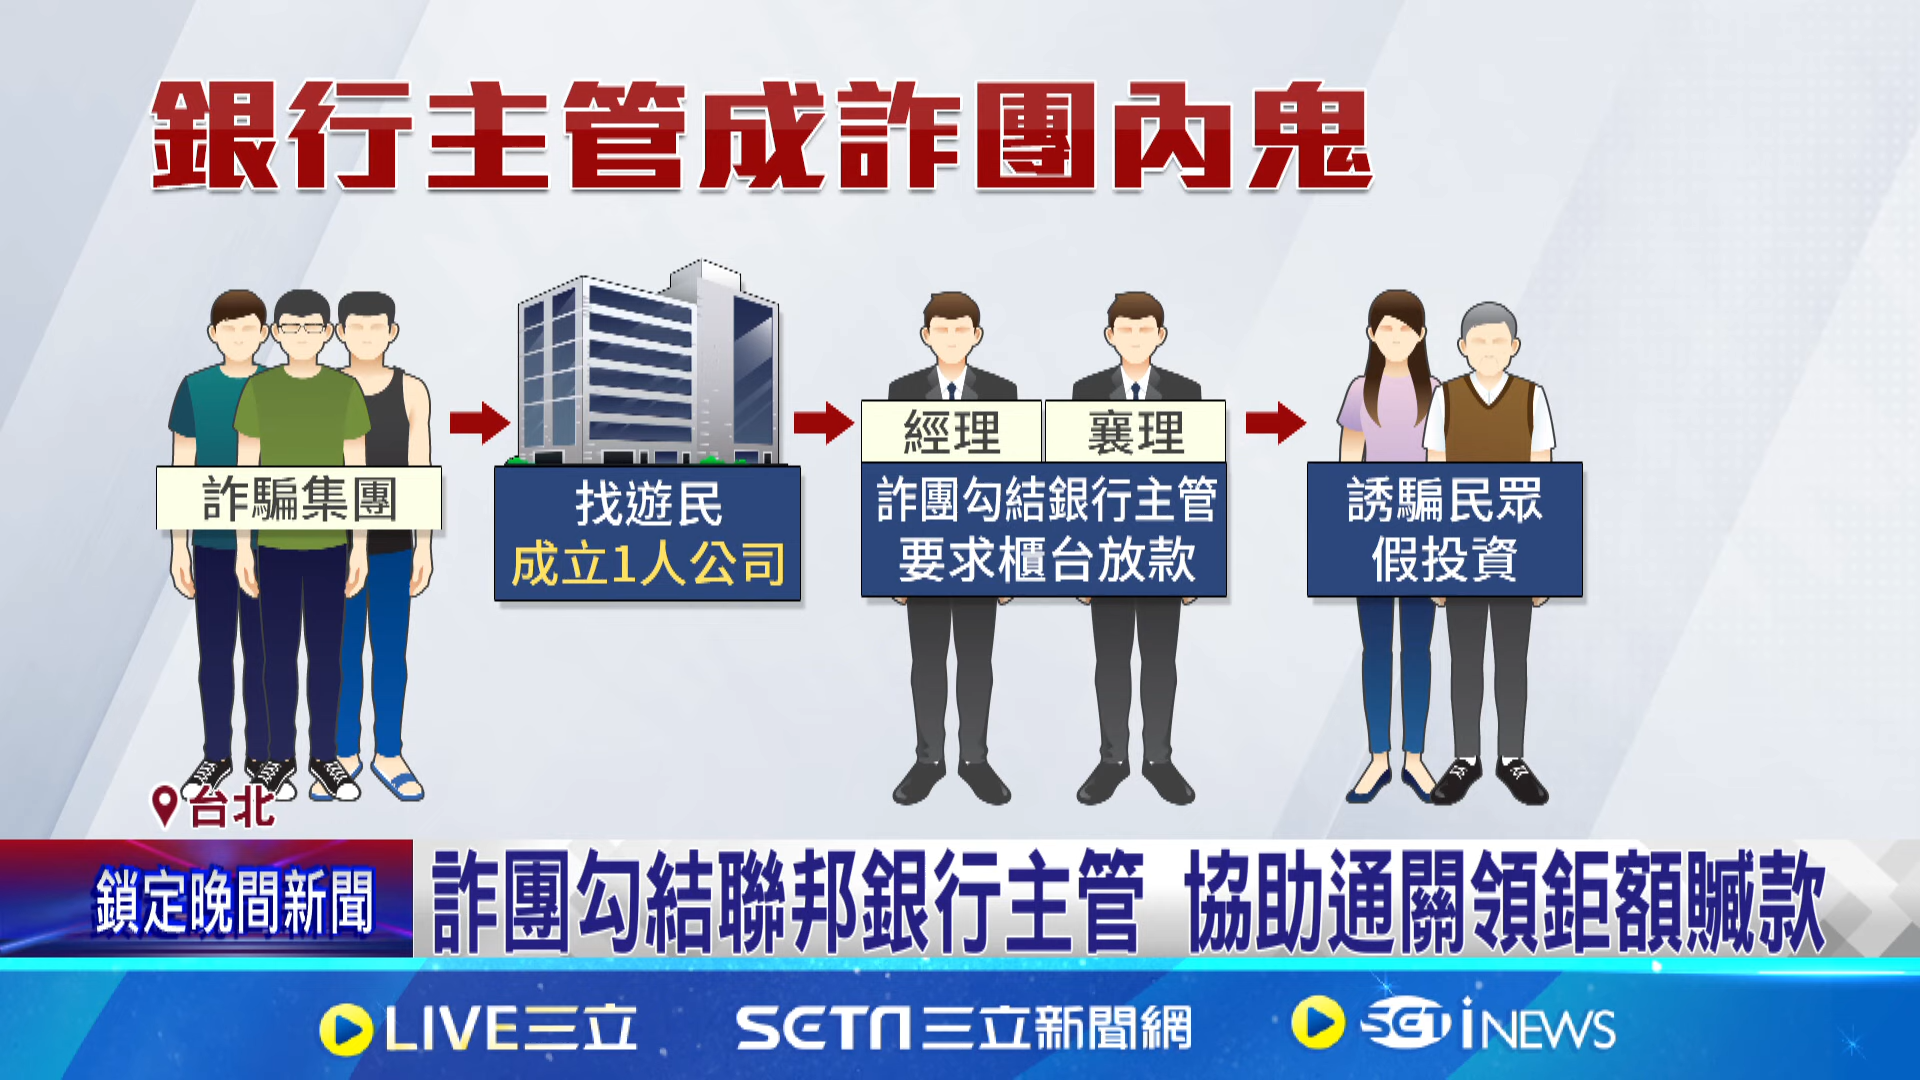 銀行主管成詐團內鬼
詐騙集團
找遊民
成立1人公司
經理
襄理
詐團勾結銀行主管
要求櫃台放款
誘騙民眾
假投資
台北
鎖定晚間新聞
詐團勾結聯邦銀行主管 協助通關領鉅額贓款
LIVE三立
SETN三立新聞網
SET iNEWS